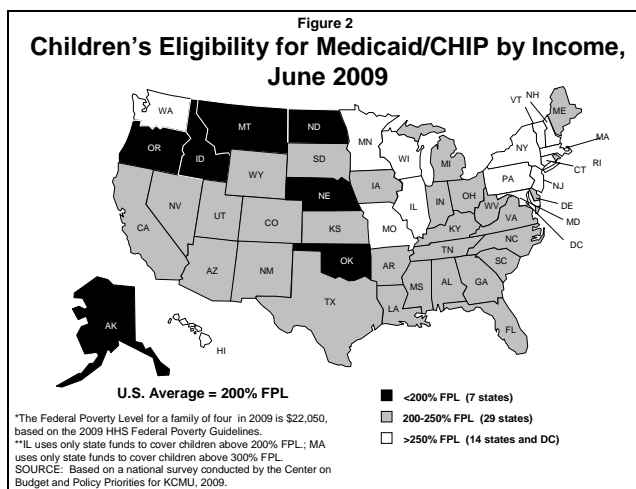 Figure 2
Children's Eligibility for Medicaid/CHIP by Income,
June 2009
WA
OR
ID
MT
ND
SD
WY
NE
NV
CA
UT
CO
KS
AZ
NM
OK
TX
MN
WI
IA
IL
MO
AR
LA
MI
IN
OH
KY
TN
MS
AL
GA
FL
SC
NC
VA
WV
PA
NY
VT
NH
ME
MA
RI
CT
NJ
DE
MD
DC
AK
HI
U.S. Average = 200% FPL
<200% FPL (7 states)
200-250% FPL (29 states)
>250% FPL (14 states and DC)
*The Federal Poverty Level for a family of four in 2009 is $22,050,
based on the 2009 HHS Federal Poverty Guidelines.
**IL uses only state funds to cover children above 200% FPL.; MA
uses only state funds to cover children above 300% FPL.
SOURCE: Based on a national survey conducted by the Center on
Budget and Policy Priorities for KCMU, 2009.